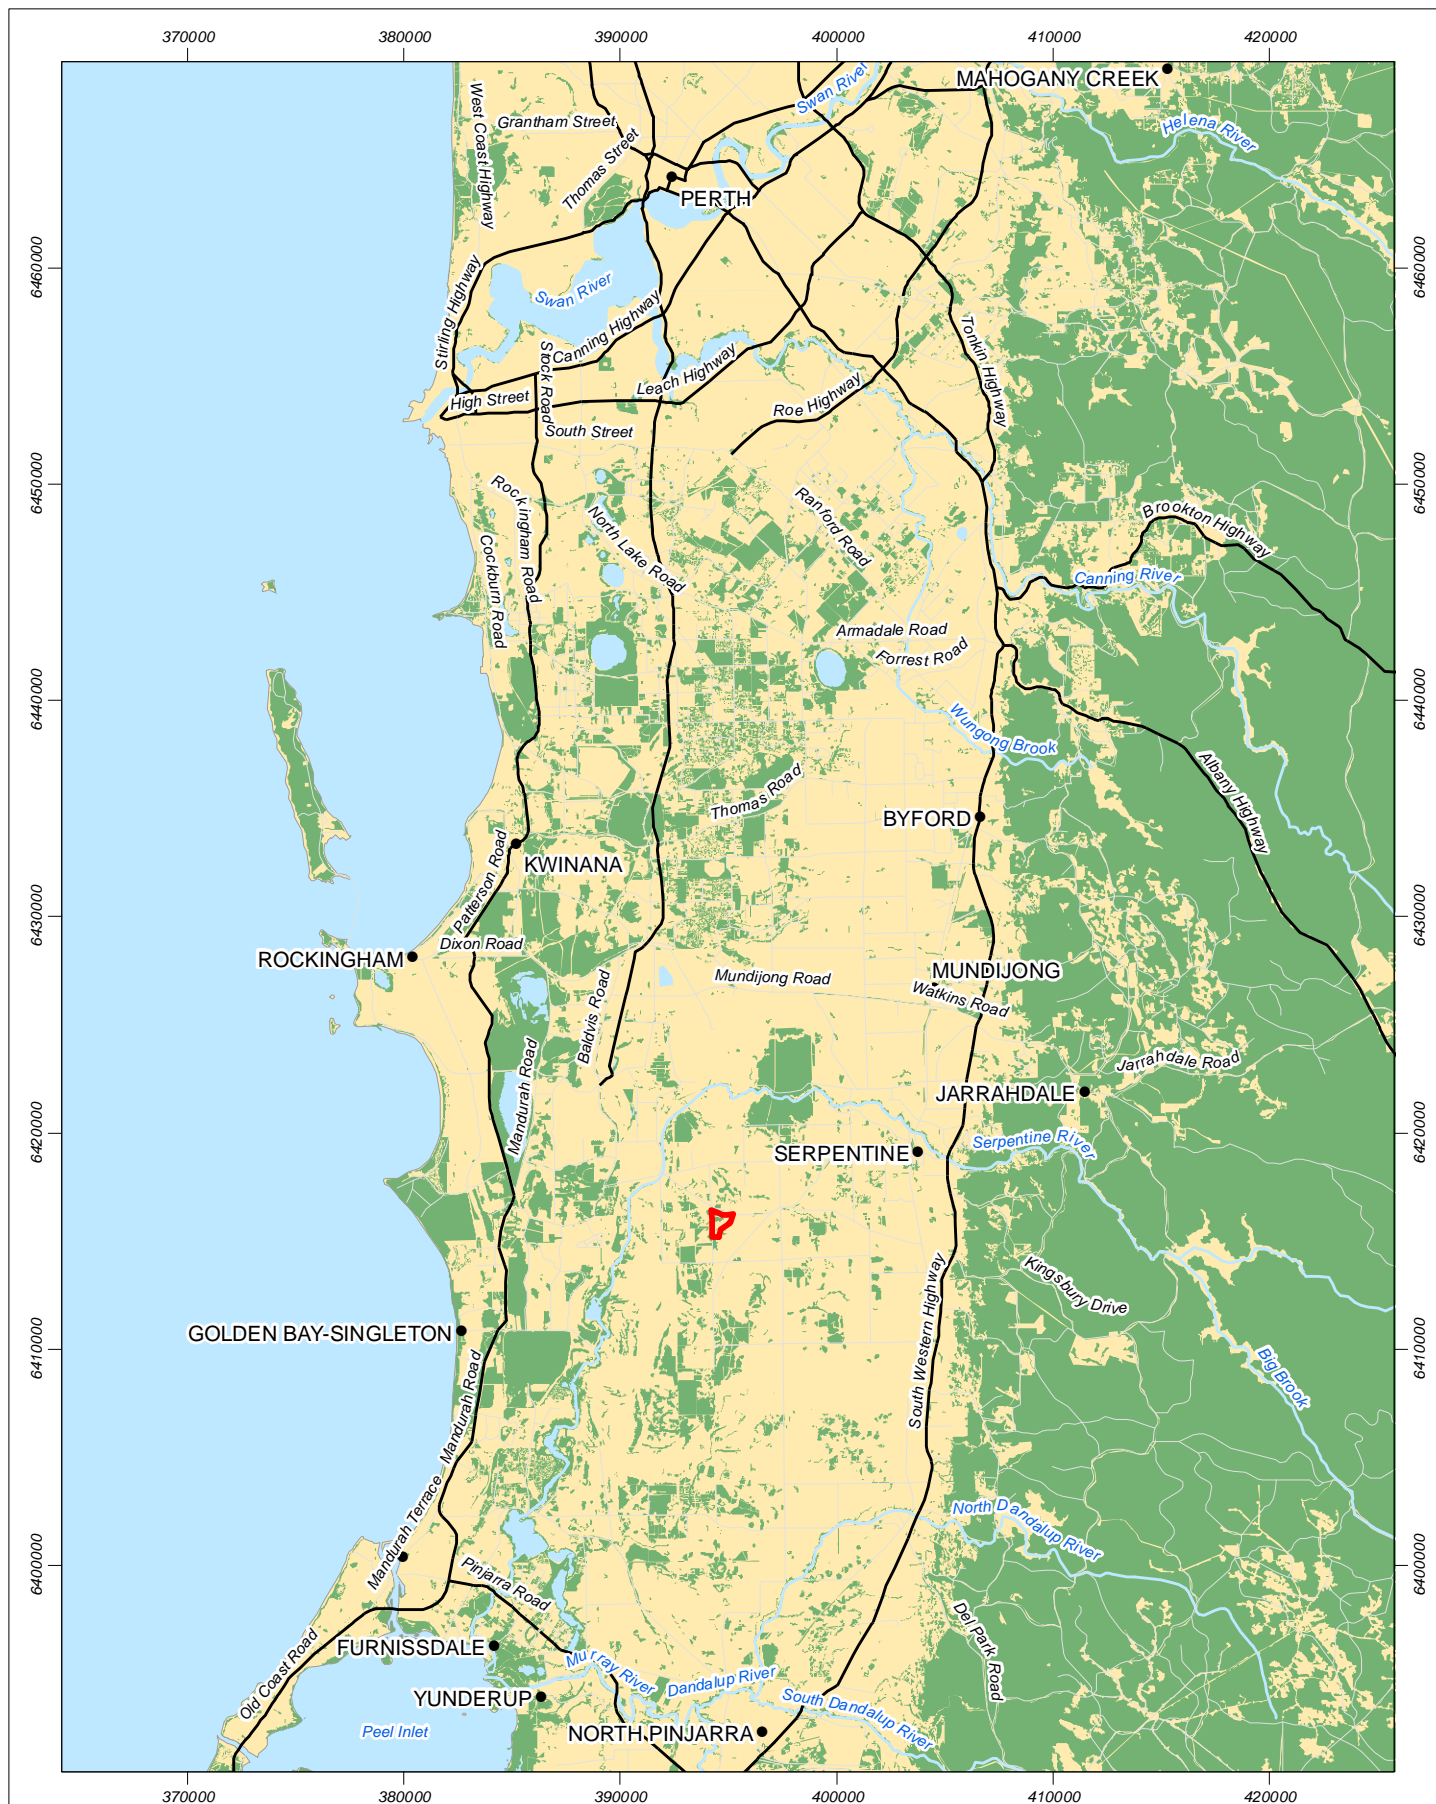 370000
380000
390000
400000
410000
420000
MAHOGANY CREEK
Swan River
West Coast Highway
Grantham Street
Helena River
Thomas Street
PERTH
6460000
6460000
Swan River
Stirling Highway
Canning Highway
Stock Road
Tonkin Highway
Leach Highway
High Street
Roe Highway
South Street
6450000
6450000
Rockingham Road
Ranford Road
North Lake Road
Brookton Highway
Cockburn Road
Canning River
Armadale Road
Forrest Road
6440000
6440000
Wungong Brook
Albany Highway
Thomas Road
BYFORD
KWINANA
Patterson Road
6430000
6430000
Dixon Road
ROCKINGHAM
MUNDIJONG
Mundijong Road
Watkins Road
Baldvis Road
Mandurah Road
Jarrahdale Road
JARRAHDALE
6420000
6420000
Serpentine River
SERPENTINE
South Western Highway
Kingsbury Drive
GOLDEN BAY-SINGLETON
6410000
6410000
Big Brook
Mandurah Road
Mandurah Terrace
North Dandalup River
6400000
6400000
Pinjarra Road
Del Park Road
FURNISSDALE
Old Coast Road
Murray River
Dandalup River
YUNDERUP
South Dandalup River
Peel Inlet
NORTH PINJARRA
370000
380000
390000
400000
410000
420000